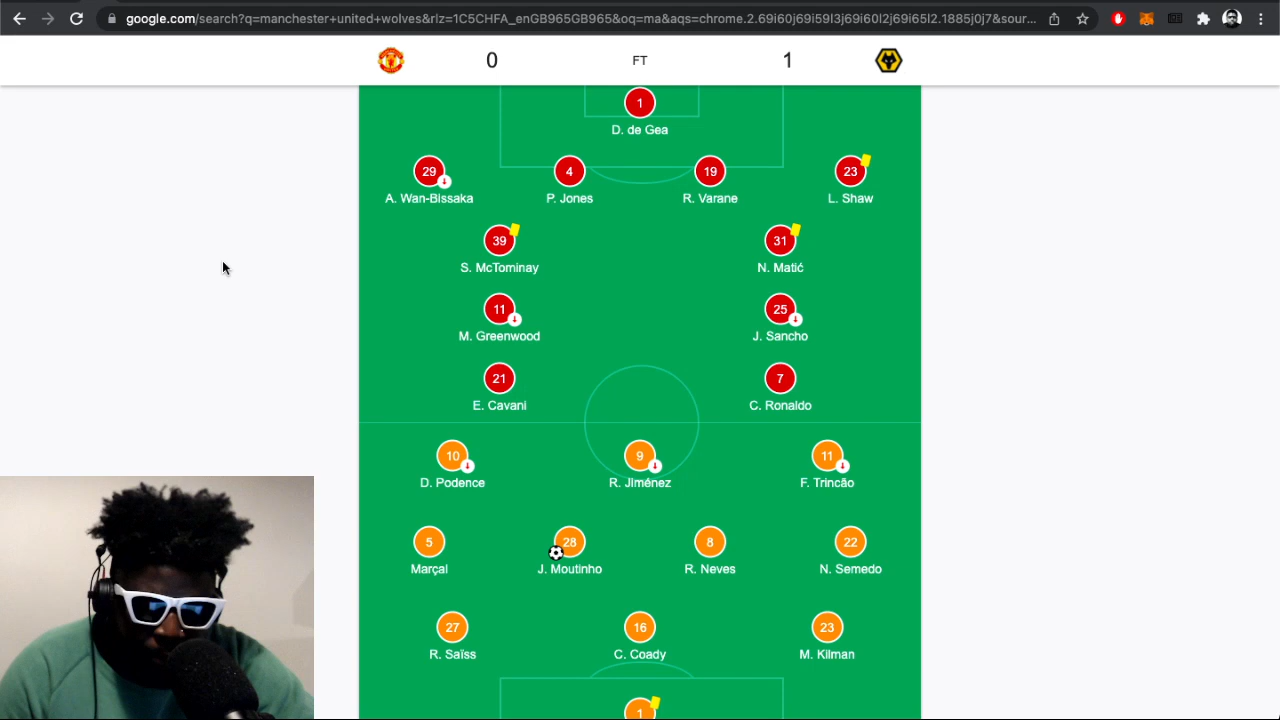 google.com/search?q=manchester+united+wolves&rlz=1C5CHFA_enGB965GB965&oq=ma&aqs=chrome.2.69i60j69i59l3j69i60l2j69i65l2.1885j0j7&sour...
0 FT 1
1
D. de Gea
29 4 19 23
A. Wan-Bissaka P. Jones R. Varane L. Shaw
39 31
S. McTominay N. Matić
11 25
M. Greenwood J. Sancho
21 7
E. Cavani C. Ronaldo
10 9 11
D. Podence R. Jiménez F. Trincão
5 28 8 22
Marçal J. Moutinho R. Neves N. Semedo
27 16 23
R. Saïss C. Coady M. Kilman
1